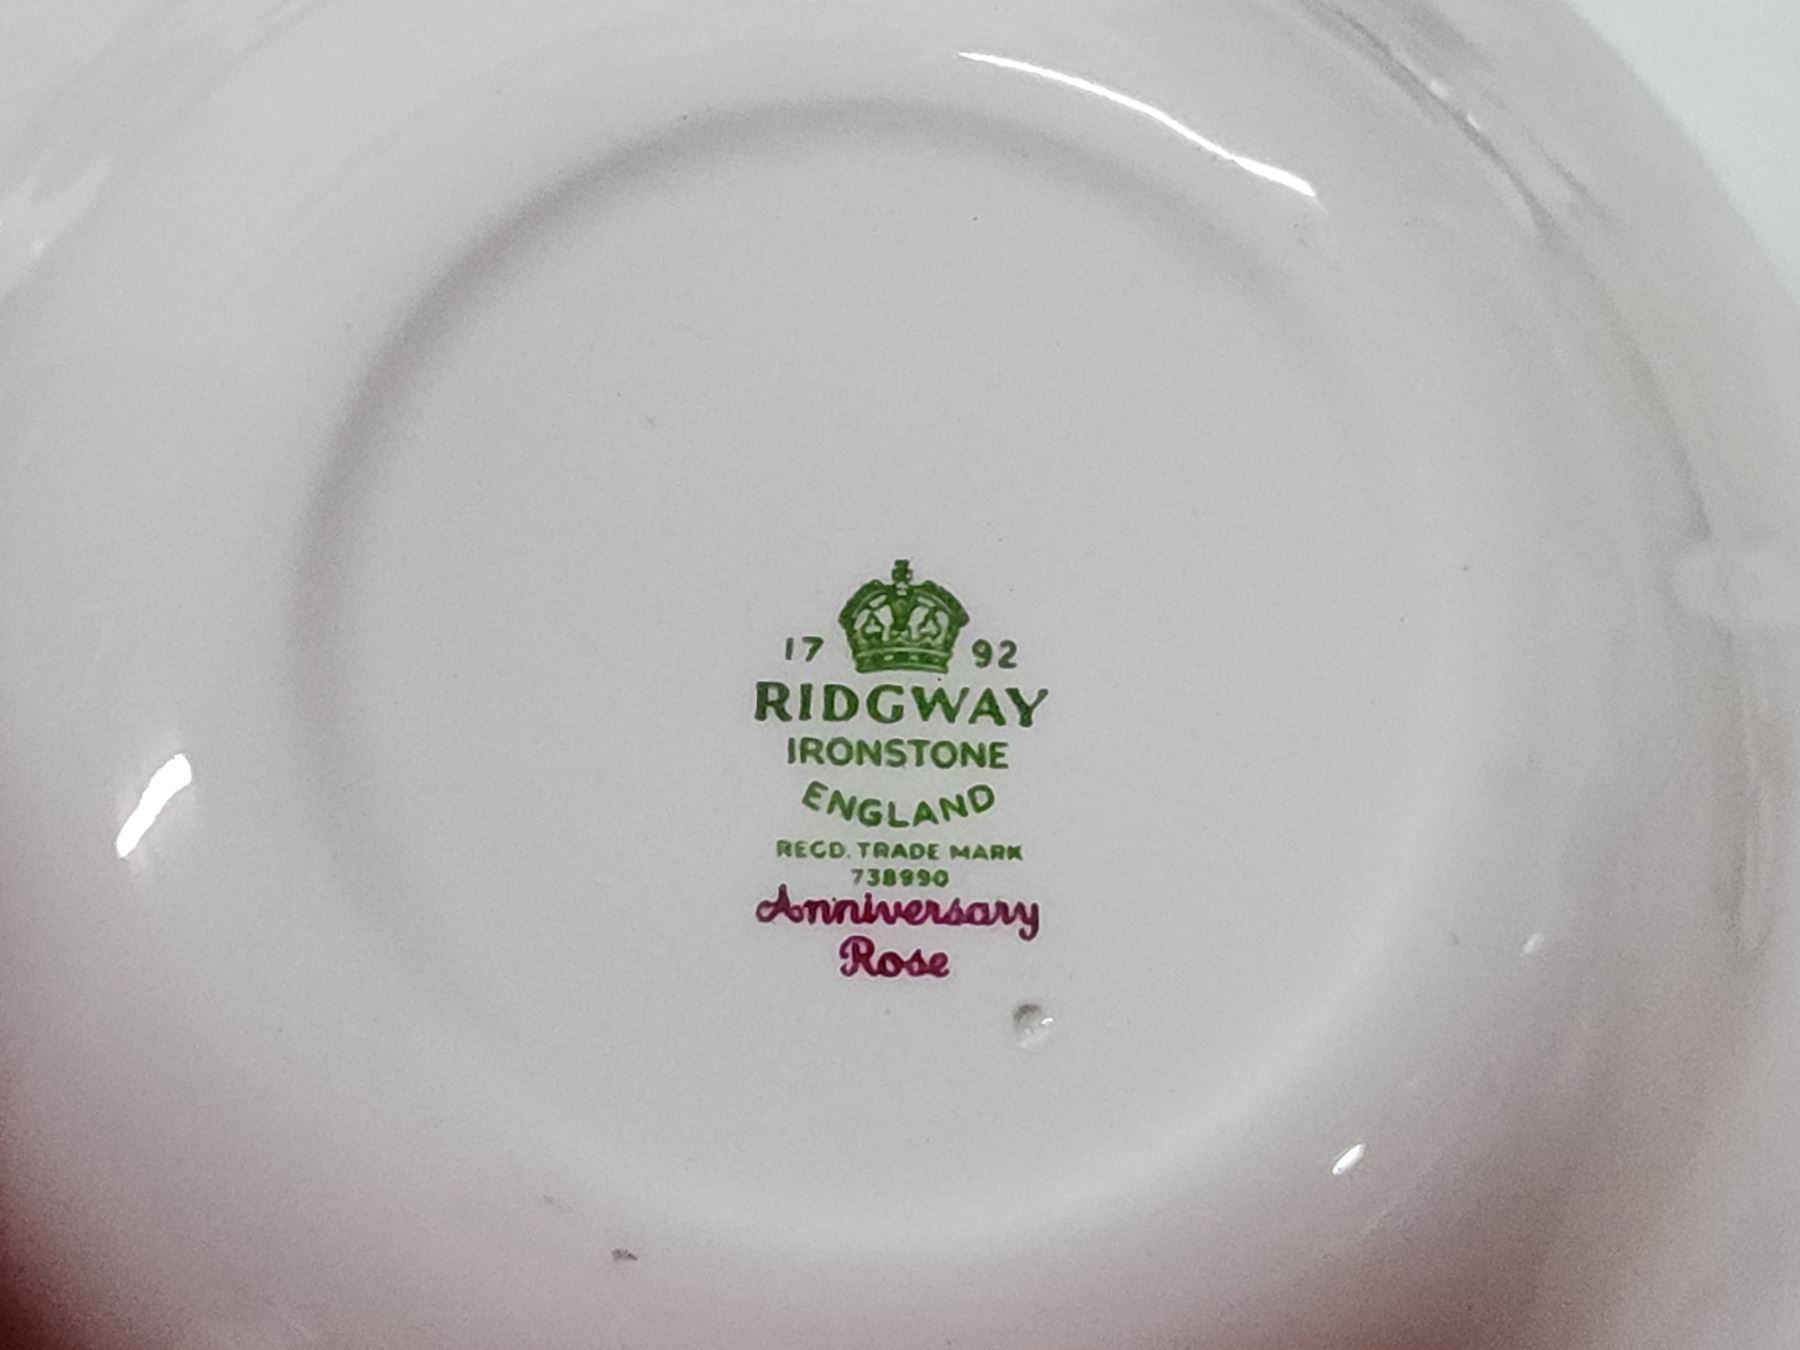 17 92
RIDGWAY
IRONSTONE
ENGLAND
REGD. TRADE MARK
738990
Anniversary
Rose